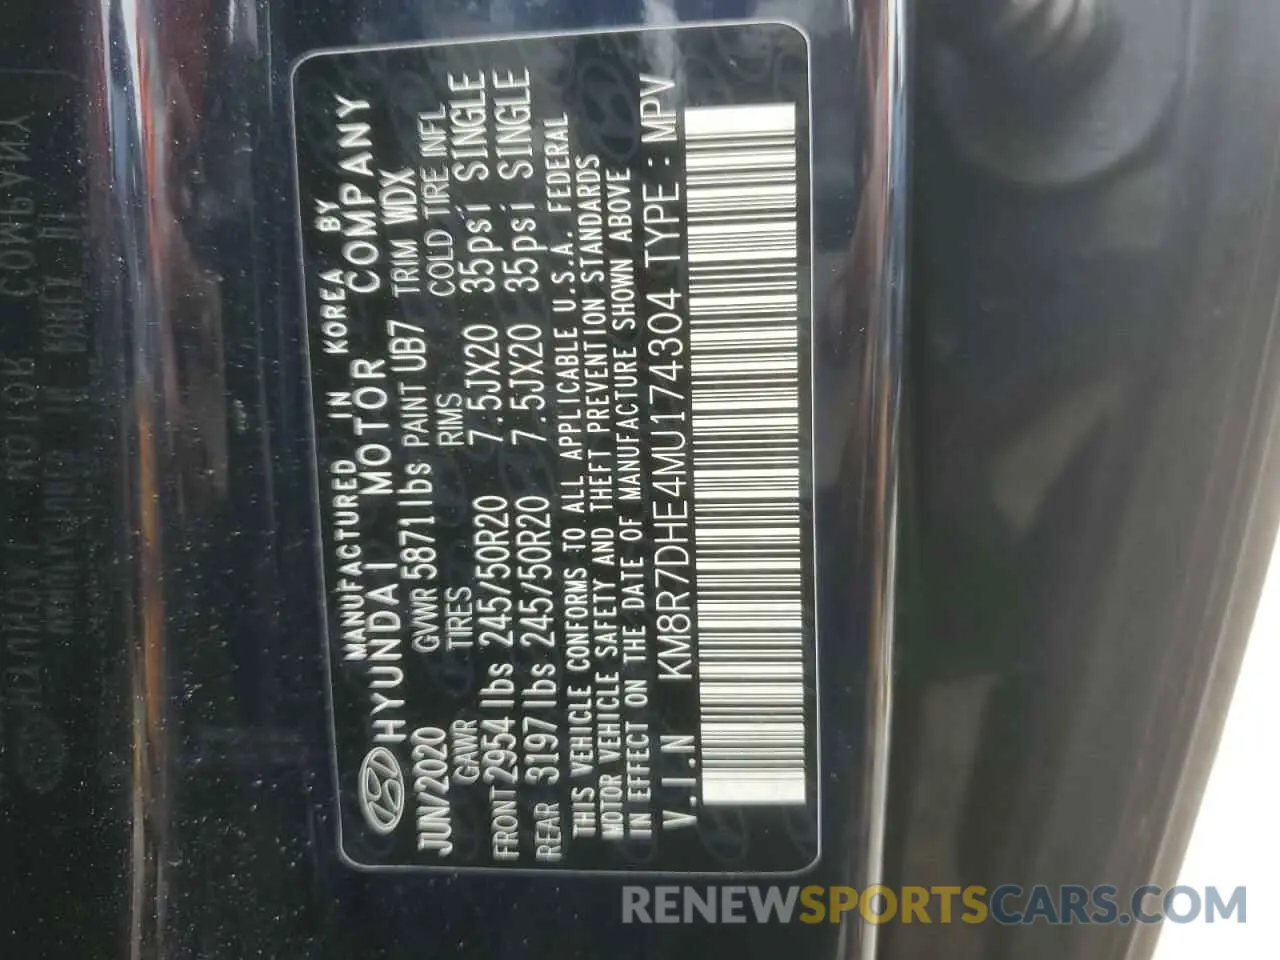 MANUFACTURED IN KOREA BY
HYUNDAI MOTOR COMPANY
JUN/2020 GVWR 5871lbs PAINT UB7 TRIM WDX
GAWR TIRES RIMS COLD TIRE INFL
FRONT 2954lbs 245/50R20 7.5JX20 35psi SINGLE
REAR 3197lbs 245/50R20 7.5JX20 35psi SINGLE
THIS VEHICLE CONFORMS TO ALL APPLICABLE U.S.A. FEDERAL
MOTOR VEHICLE SAFETY AND THEFT PREVENTION STANDARDS
IN EFFECT ON THE DATE OF MANUFACTURE SHOWN ABOVE
V.I.N KM8R7DHE4MU174304 TYPE : MPV
RENEWSPORTSCARS.COM